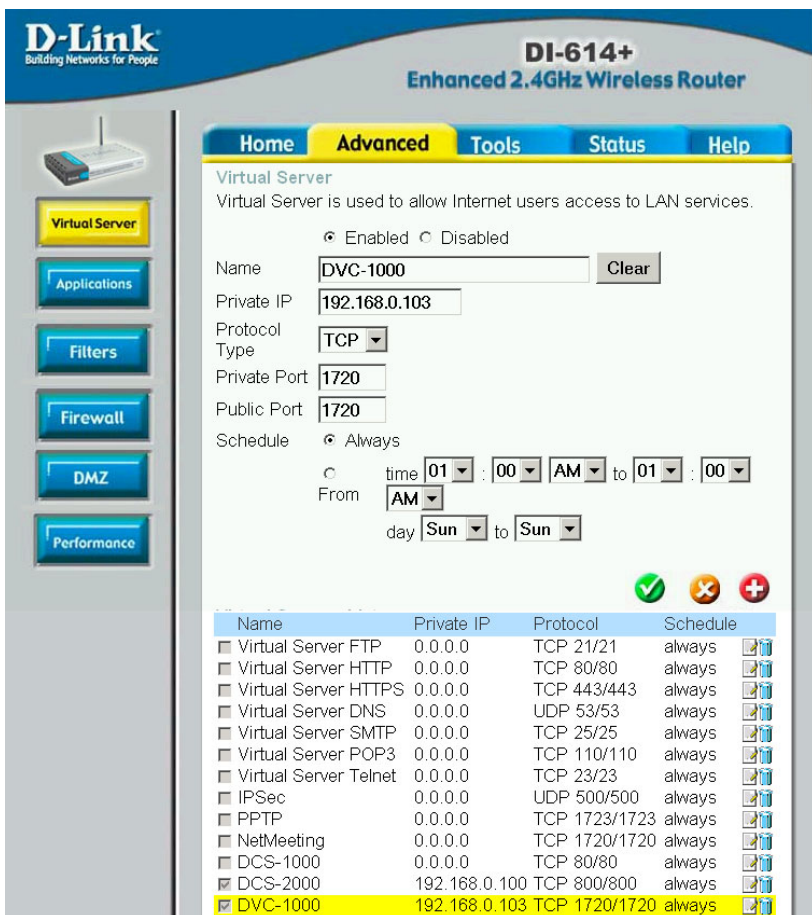 D-Link
Building Networks for People
DI-614+
Enhanced 2.4GHz Wireless Router
Home Advanced Tools Status Help
Virtual Server
Applications
Filters
Firewall
DMZ
Performance
Virtual Server
Virtual Server is used to allow Internet users access to LAN services.
Enabled Disabled
Name DVC-1000 Clear
Private IP 192.168.0.103
Protocol
Type TCP
Private Port 1720
Public Port 1720
Schedule Always
From time 01 : 00 AM to 01 : 00
AM
day Sun to Sun
Name Private IP Protocol Schedule
Virtual Server FTP 0.0.0.0 TCP 21/21 always
Virtual Server HTTP 0.0.0.0 TCP 80/80 always
Virtual Server HTTPS 0.0.0.0 TCP 443/443 always
Virtual Server DNS 0.0.0.0 UDP 53/53 always
Virtual Server SMTP 0.0.0.0 TCP 25/25 always
Virtual Server POP3 0.0.0.0 TCP 110/110 always
Virtual Server Telnet 0.0.0.0 TCP 23/23 always
IPSec 0.0.0.0 UDP 500/500 always
PPTP 0.0.0.0 TCP 1723/1723 always
NetMeeting 0.0.0.0 TCP 1720/1720 always
DCS-1000 0.0.0.0 TCP 80/80 always
DCS-2000 192.168.0.100 TCP 800/800 always
DVC-1000 192.168.0.103 TCP 1720/1720 always